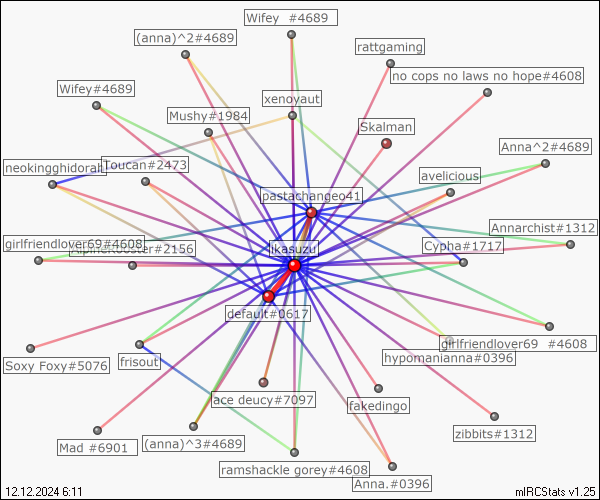 Wifey #4689
(anna)^2#4689
rattgaming
no cops no laws no hope#4608
Wifey#4689
xenoyaut
Mushy#1984
Skalman
Anna^2#4689
neokingghidorah
Toucan#2473
avelicious
pastachangeo41
Annarchist#1312
girlfriendlover69#4608
#2156
ikasuzu
Cypha#1717
default#0617
girlfriendlover69 #4608
hypomanianna#0396
Soxy Foxy#5076
frisout
ace deucy#7097
fakedingo
zibbits#1312
Mad #6901
(anna)^3#4689
ramshackle gorey#4608
Anna.#0396
12.12.2024 6:11
mIRCStats v1.25